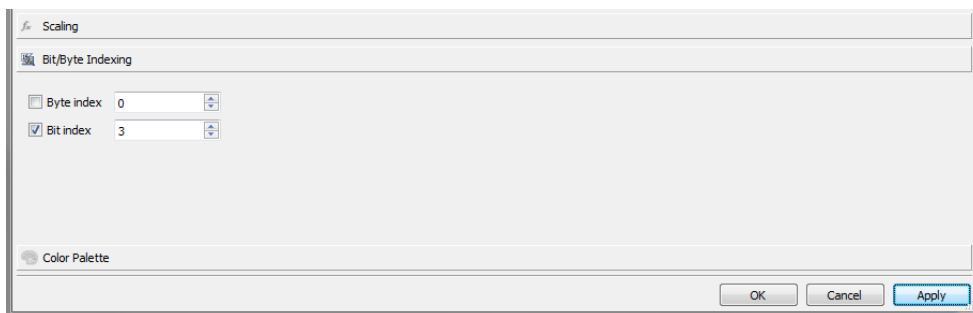 Scaling
Bit/Byte Indexing
Byte index 0
Bit index 3
Color Palette
OK Cancel Apply